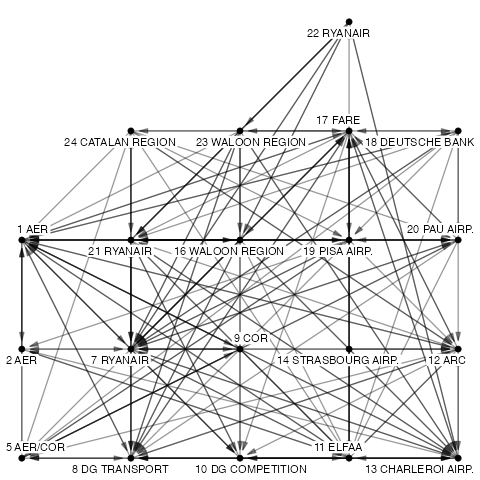 22 RYANAIR
17 FARE
24 CATALAN REGION
23 WALOON REGION
18 DEUTSCHE BANK
1 AER
20 PAU AIRP.
21 RYANAIR
16 WALOON REGION
19 PISA AIRP.
9 COR
2 AER
7 RYANAIR
14 STRASBOURG AIRP.
12 ARC
5 AER/COR
11 ELFAA
8 DG TRANSPORT
10 DG COMPETITION
13 CHARLEROI AIRP.